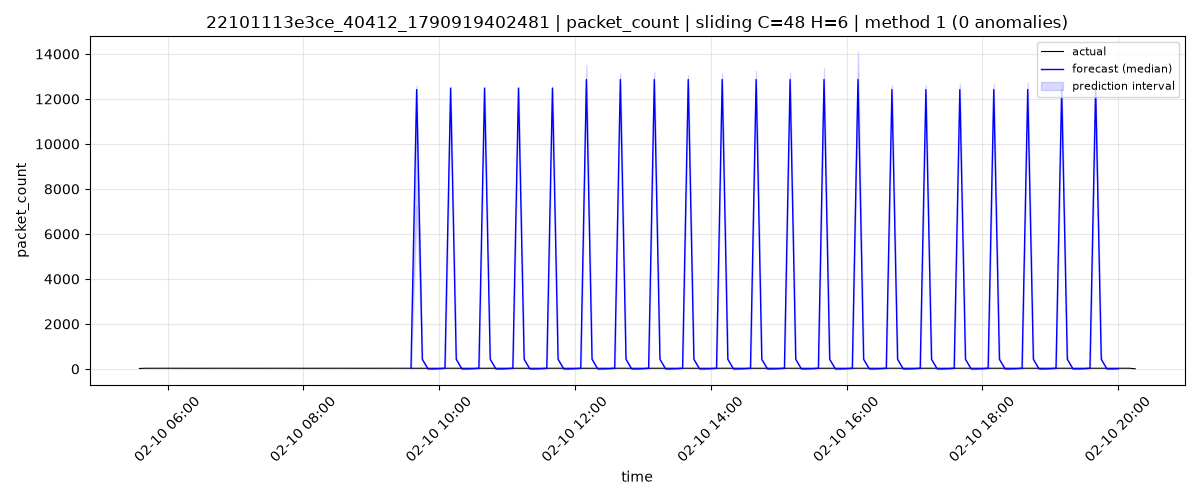 22101113e3ce_40412_1790919402481 | packet_count | sliding C=48 H=6 | method 1 (0 anomalies)
14000
12000
10000
8000
6000
4000
2000
0
packet_count
actual
forecast (median)
prediction interval
02-10 06:00
02-10 08:00
02-10 10:00
02-10 12:00
02-10 14:00
02-10 16:00
02-10 18:00
02-10 20:00
time